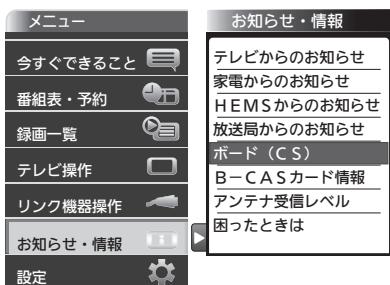 メニュー
今すぐできること
番組表・予約
録画一覧
テレビ操作
リンク機器操作
お知らせ・情報
設定
お知らせ・情報
テレビからのお知らせ
家電からのお知らせ
ＨＥＭＳからのお知らせ
放送局からのお知らせ
ボード（ＣＳ）
Ｂ－ＣＡＳカード情報
アンテナ受信レベル
困ったときは